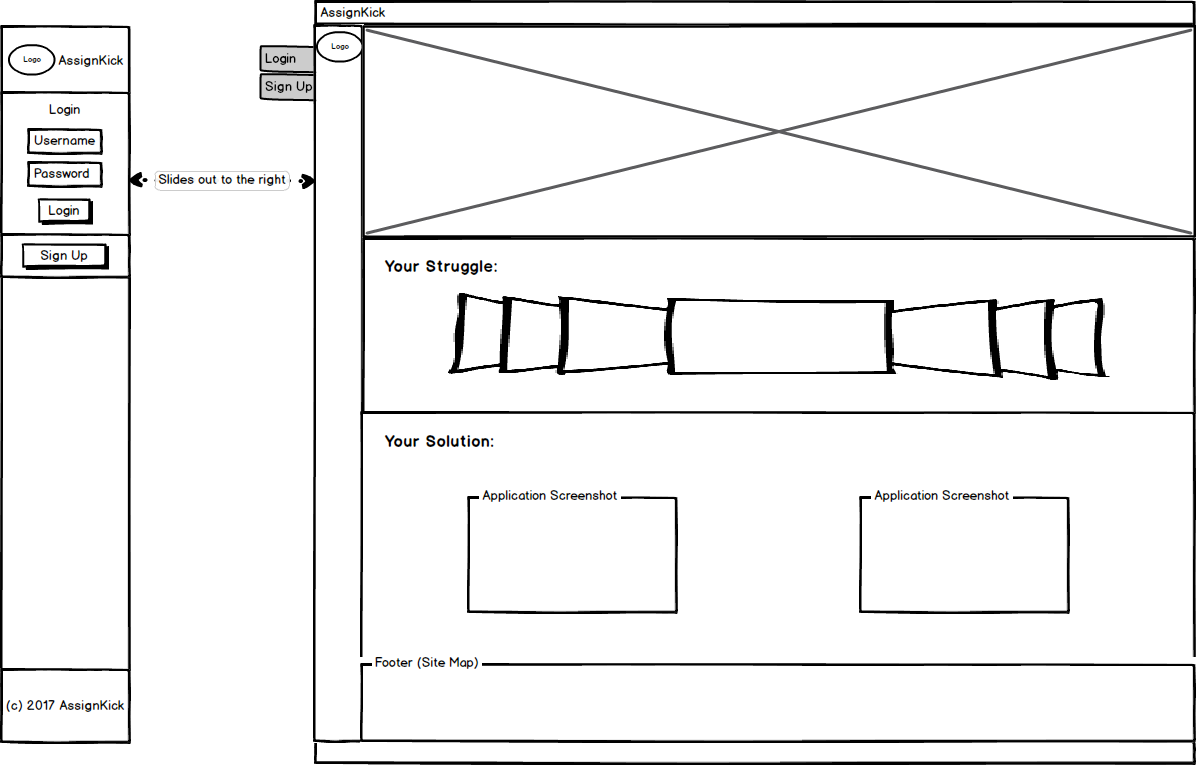 Logo
AssignKick
Login
Username
Password
Login
Sign Up
(c) 2017 AssignKick
Slides out to the right
AssignKick
Login
Sign Up
Logo
Your Struggle:
Your Solution:
Application Screenshot
Application Screenshot
Footer (Site Map)